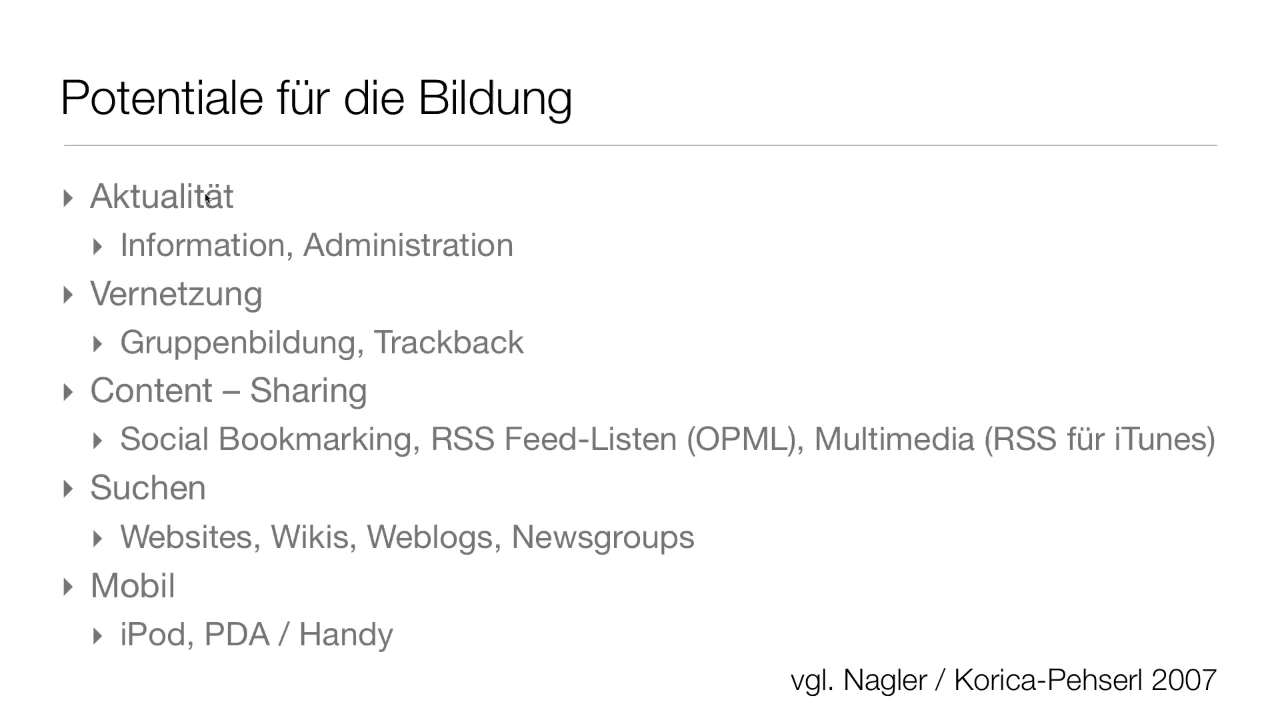 Potentiale für die Bildung
Aktualität
Information, Administration
Vernetzung
Gruppenbildung, Trackback
Content – Sharing
Social Bookmarking, RSS Feed-Listen (OPML), Multimedia (RSS für iTunes)
Suchen
Websites, Wikis, Weblogs, Newsgroups
Mobil
iPod, PDA / Handy
vgl. Nagler / Korica-Pehserl 2007